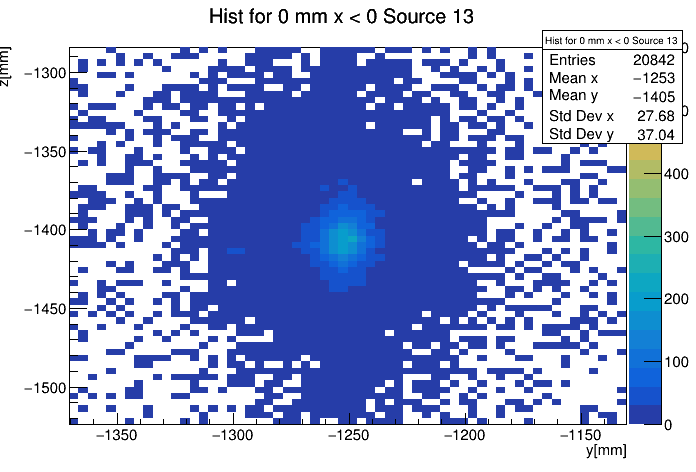 Hist for 0 mm x < 0 Source 13
z[mm]
Hist for 0 mm x < 0 Source 13
Entries 20842
Mean x −1253
Mean y −1405
Std Dev x 27.68
Std Dev y 37.04
−1300
−1350
−1400
−1450
−1500
400
300
200
100
0
−1350
−1300
−1250
−1200
−1150
y[mm]